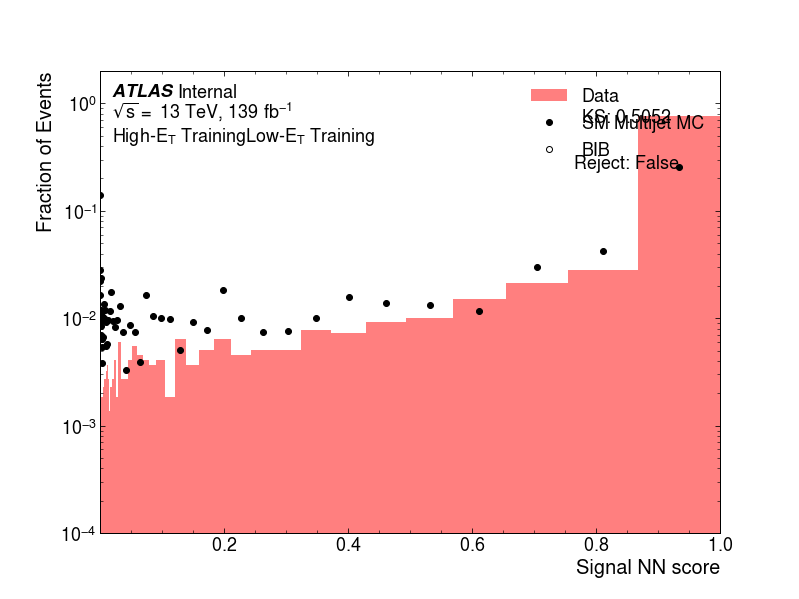 ATLAS Internal
√s = 13 TeV, 139 fb⁻¹
High-E_T TrainingLow-E_T Training
Data
KS: 0.5052
SM Multijet MC
BIB
Reject: False
Fraction of Events
10⁰
10⁻¹
10⁻²
10⁻³
10⁻⁴
0.2 0.4 0.6 0.8 1.0
Signal NN score